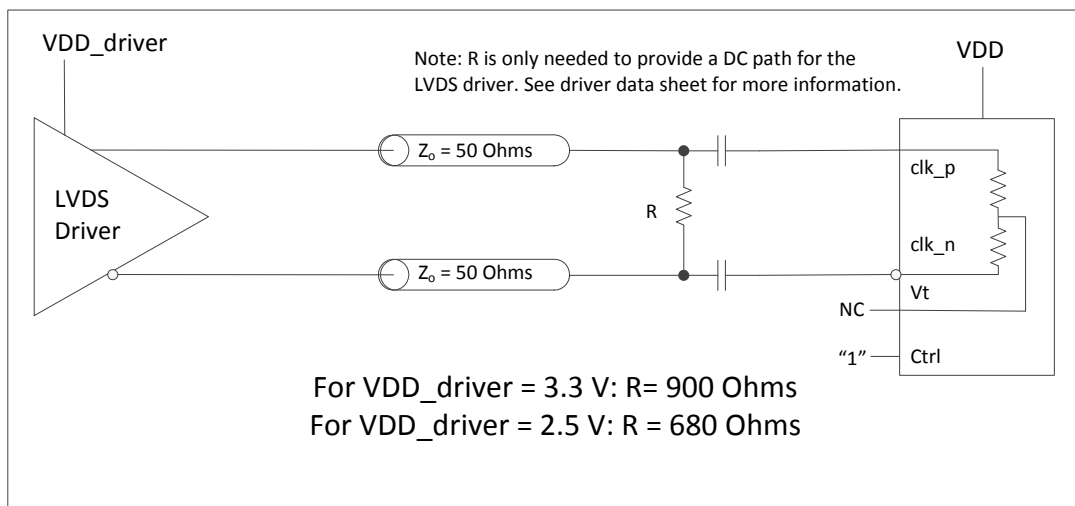 VDD_driver
Note: R is only needed to provide a DC path for the
LVDS driver. See driver data sheet for more information.
VDD
Zo = 50 Ohms
clk_p
LVDS
Driver
R
clk_n
Zo = 50 Ohms
Vt
NC
“1”
Ctrl
For VDD_driver = 3.3 V: R= 900 Ohms
For VDD_driver = 2.5 V: R = 680 Ohms